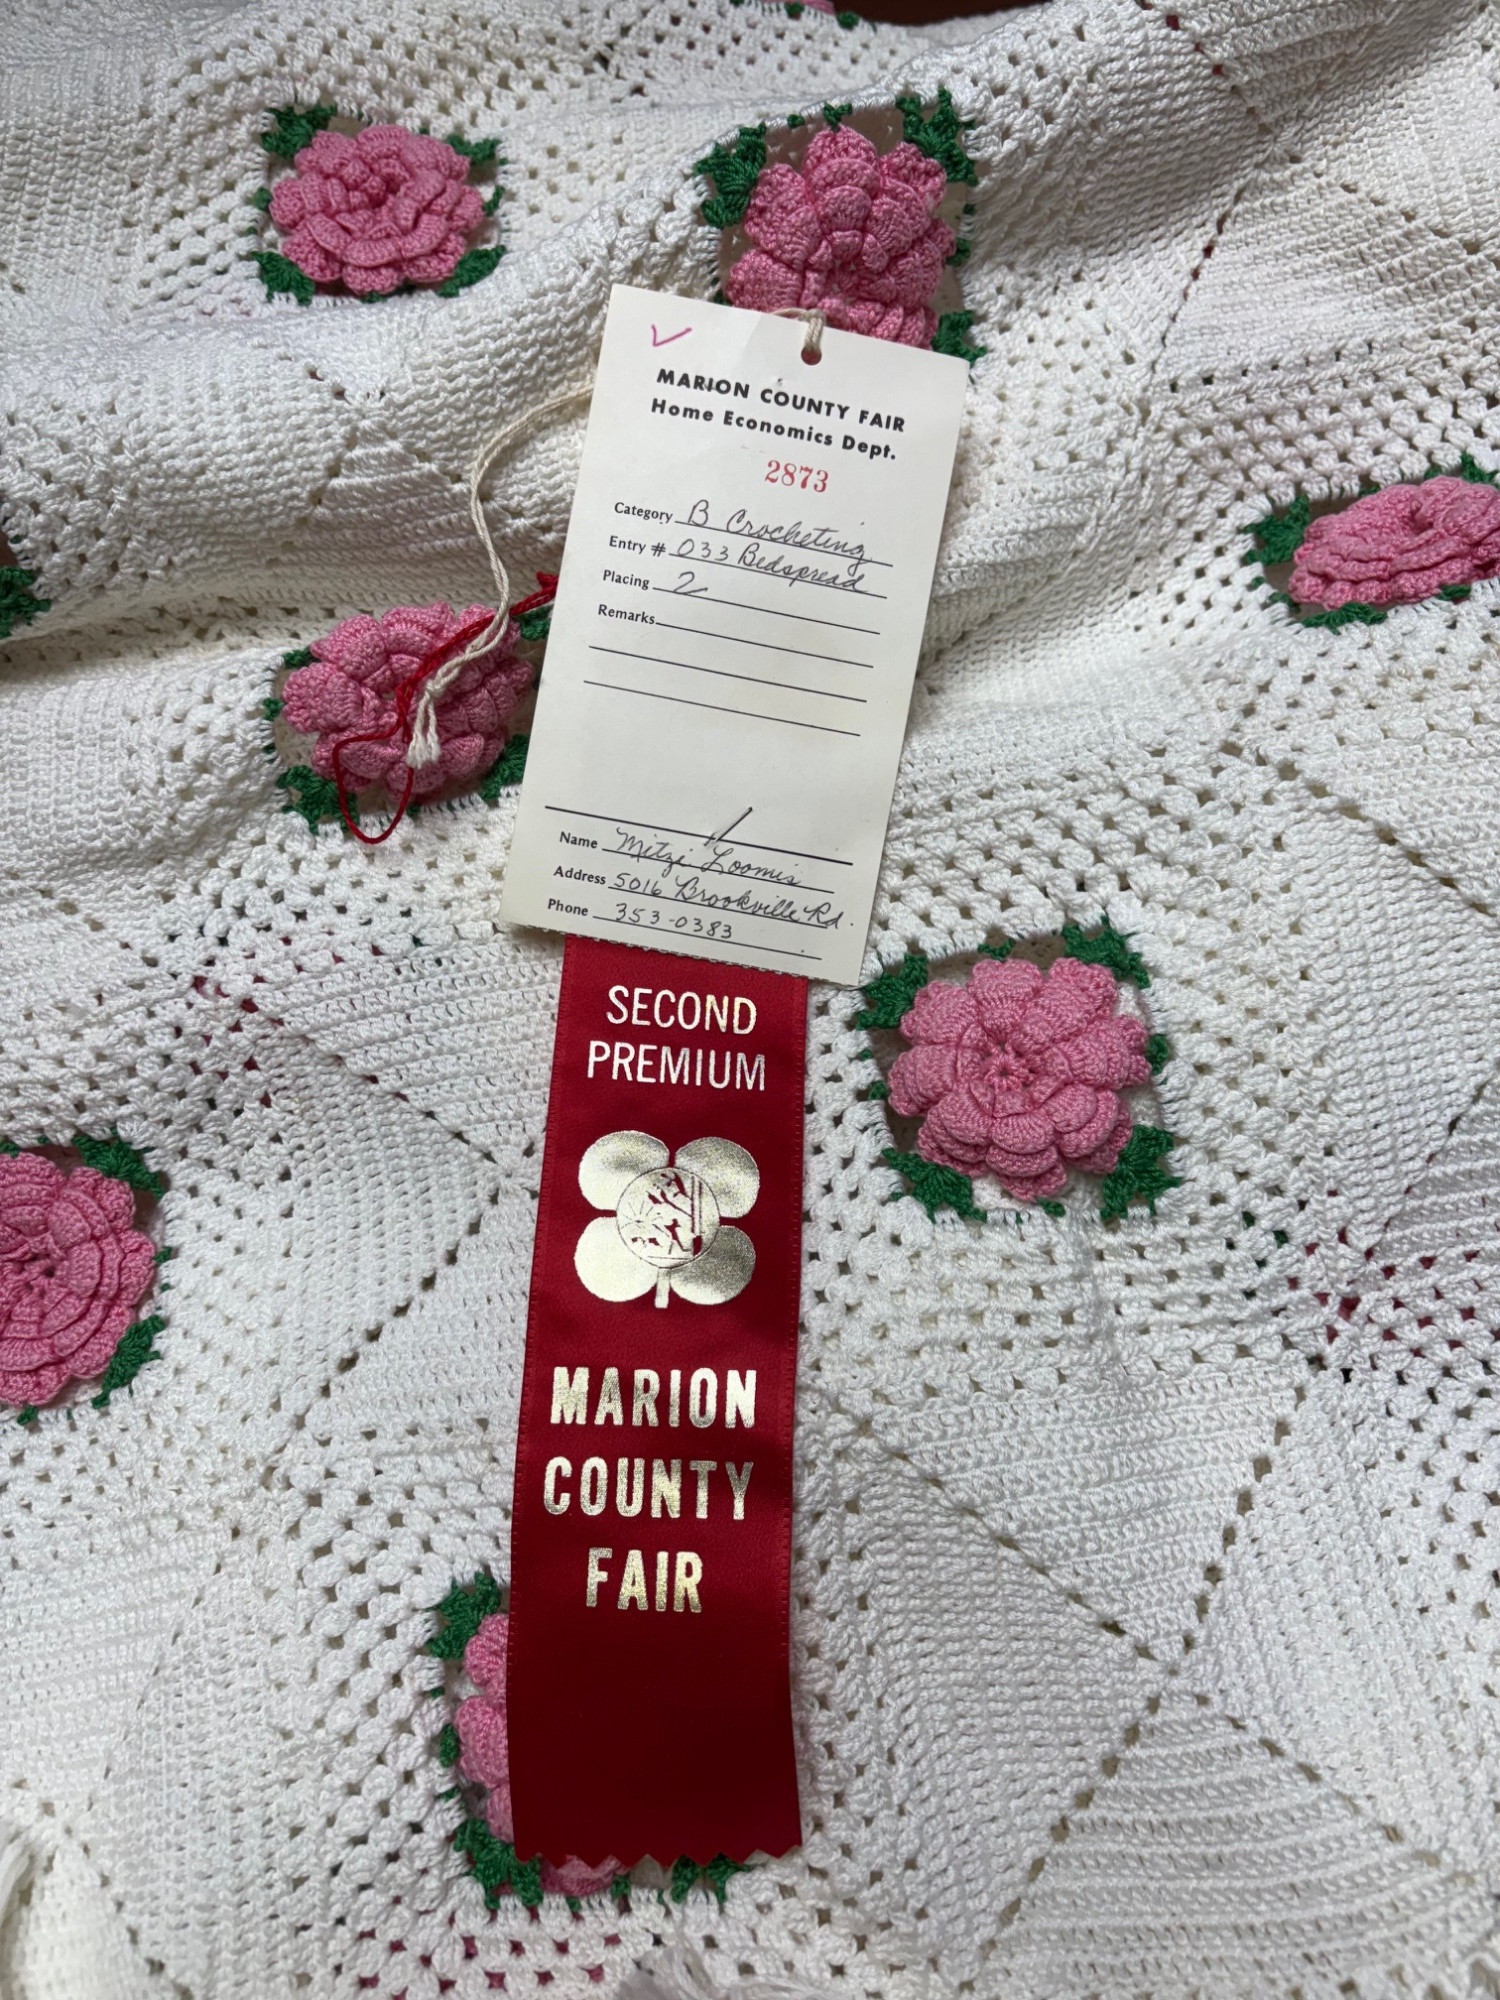 MARION COUNTY FAIR
Home Economics Dept.
2873
Category B Crocheting
Entry # 033 Bedspread
Placing 2
Remarks
Name Mitzi Loomis
Address 5016 Brookville Rd.
Phone 353-0383
SECOND
PREMIUM
MARION
COUNTY
FAIR